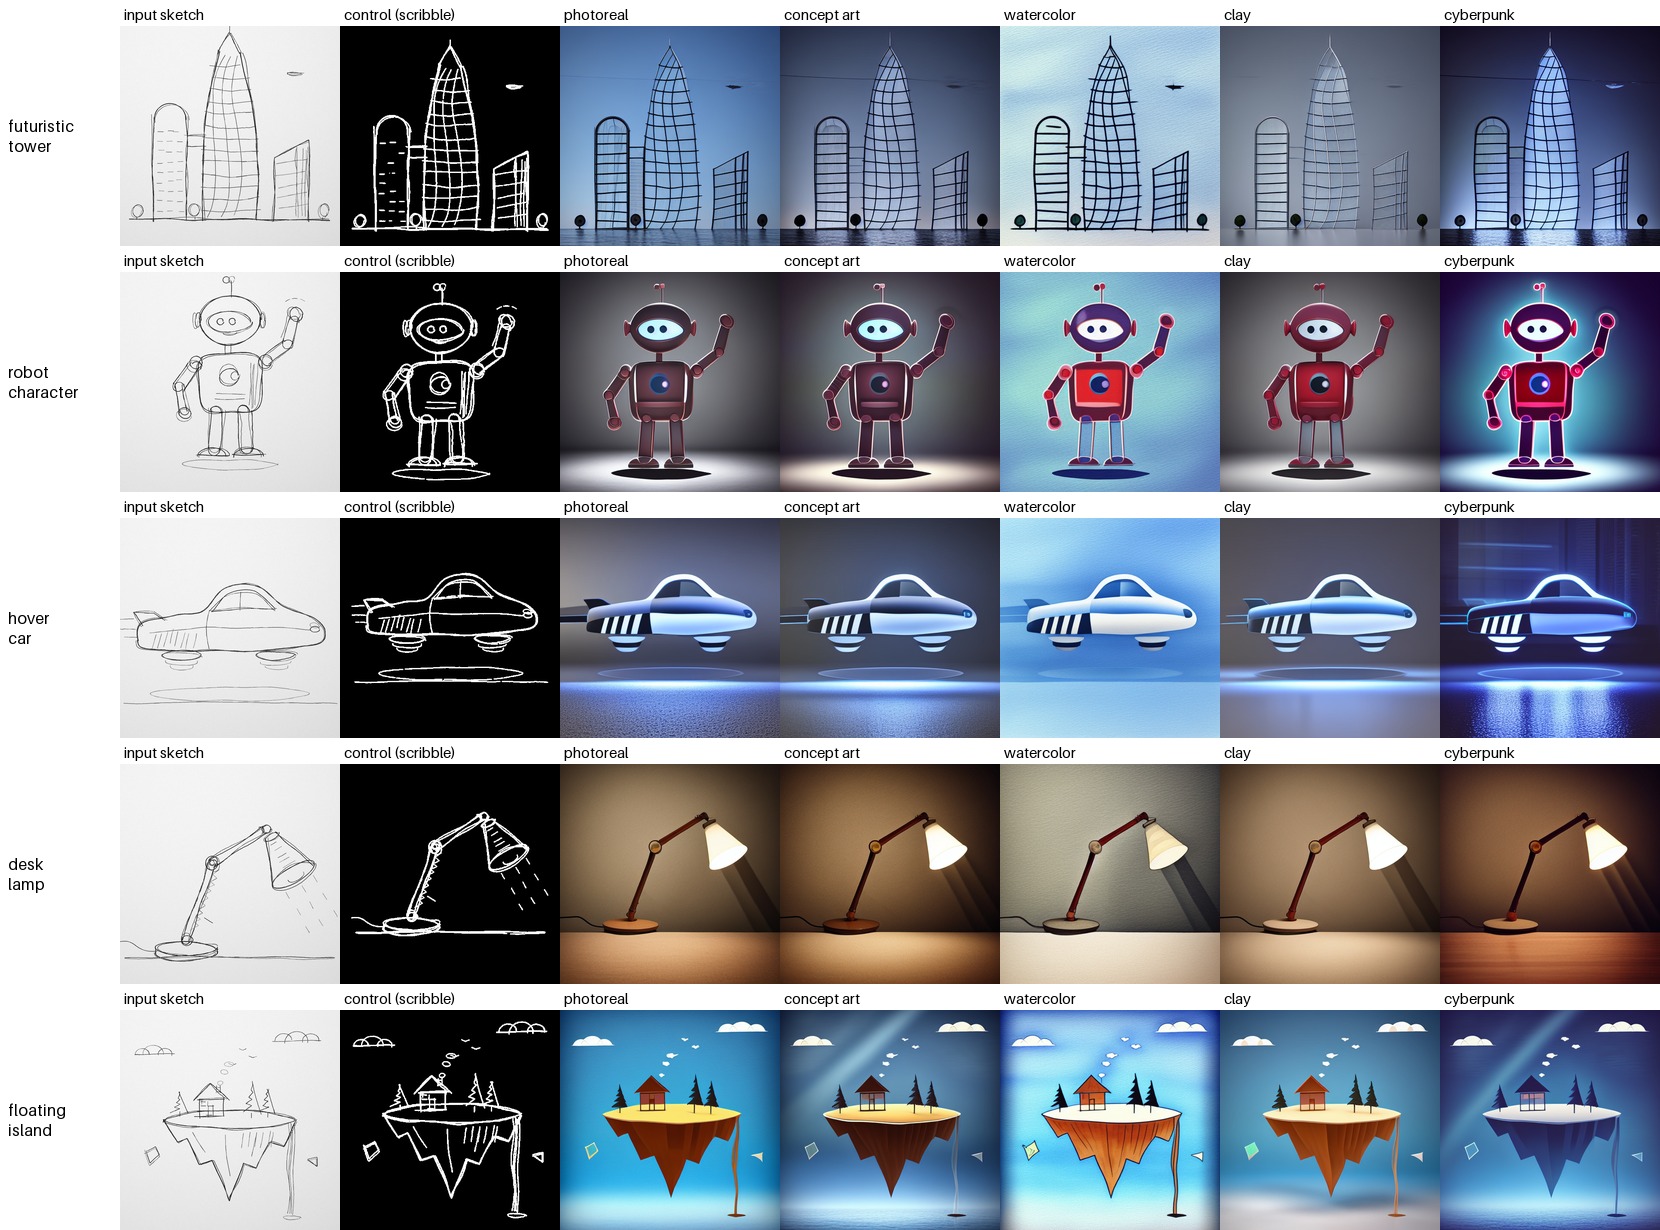 input sketch control (scribble) photoreal concept art watercolor clay cyberpunk
futuristic
tower
input sketch control (scribble) photoreal concept art watercolor clay cyberpunk
robot
character
input sketch control (scribble) photoreal concept art watercolor clay cyberpunk
hover
car
input sketch control (scribble) photoreal concept art watercolor clay cyberpunk
desk
lamp
input sketch control (scribble) photoreal concept art watercolor clay cyberpunk
floating
island